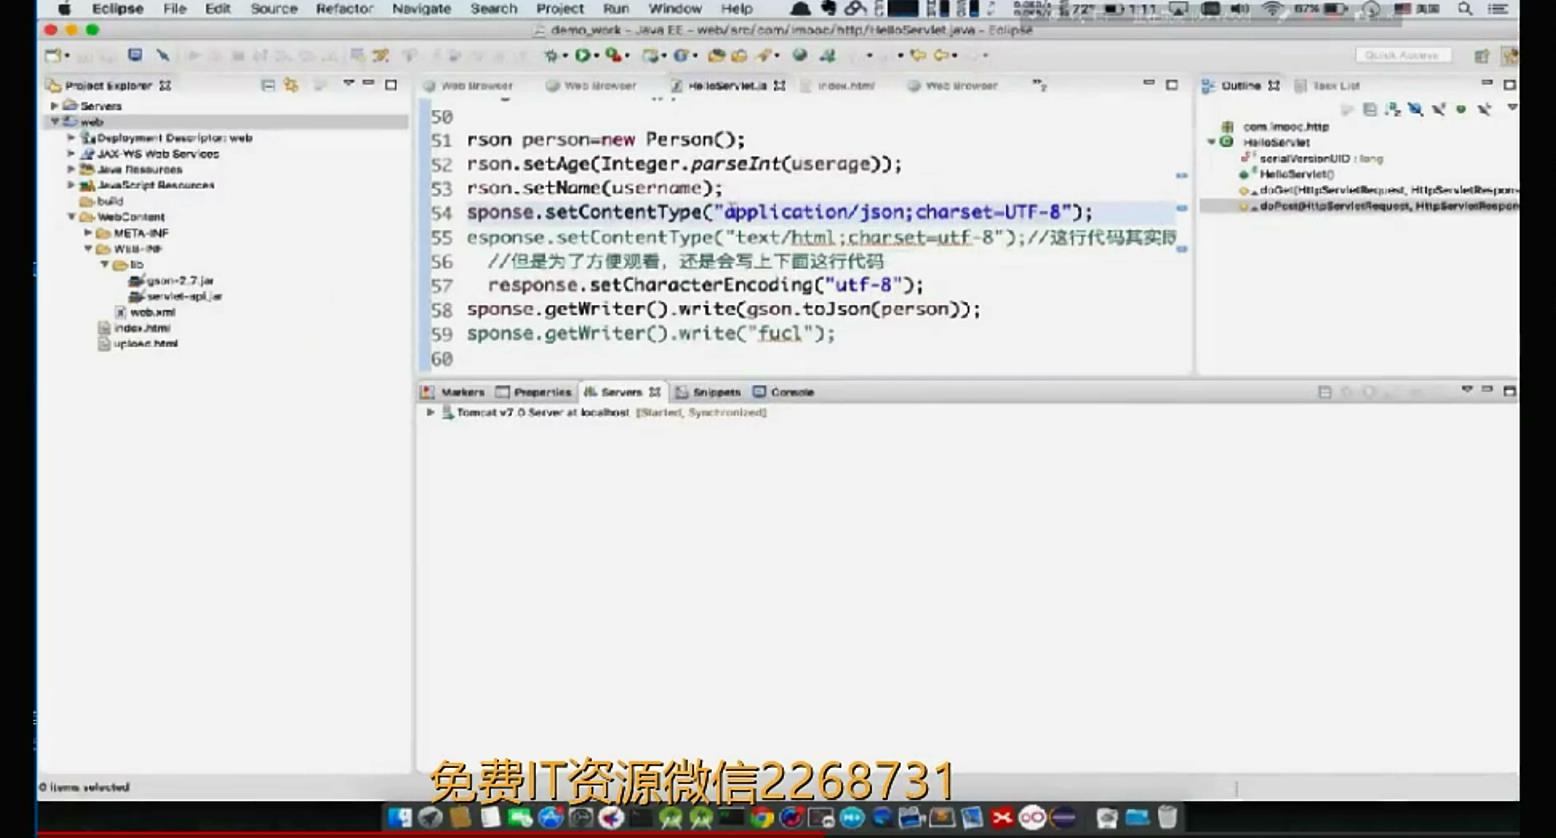 Eclipse File Edit Source Refactor Navigate Search Project Run Window Help
demo_work - Java EE - web/src/com/imooc/http/HelloServlet.java - Eclipse
Quick Access
Project Explorer
Servers
web
Deployment Descriptor: web
JAX-WS Web Services
Java Resources
JavaScript Resources
build
WebContent
META-INF
WEB-INF
lib
gson-2.7.jar
servlet-api.jar
web.xml
index.html
upload.html
Web Browser Web Browser HelloServlet.ja index.html Web Browser
50
51 rson person=new Person();
52 rson.setAge(Integer.parseInt(userage));
53 rson.setName(username);
54 sponse.setContentType("application/json;charset=UTF-8");
55 esponse.setContentType("text/html;charset=utf-8");//这行代码其实既
56 //但是为了方便观看，还是会写上下面这行代码
57 response.setCharacterEncoding("utf-8");
58 sponse.getWriter().write(gson.toJson(person));
59 sponse.getWriter().write("fucl");
60
Outline Task List
com.imooc.http
HelloServlet
serialVersionUID : long
HelloServlet()
doGet(HttpServletRequest, HttpServletRespon
doPost(HttpServletRequest, HttpServletRespon
Markers Properties Servers Snippets Console
Tomcat v7.0 Server at localhost [Started, Synchronized]
0 items selected
免费IT资源微信2268731